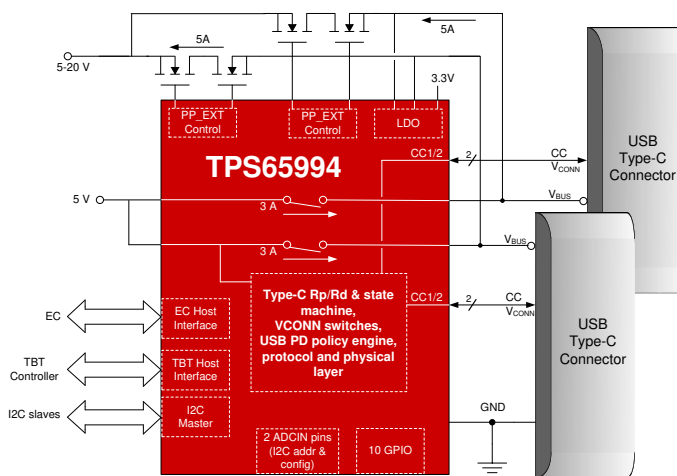 5A
5A
5-20 V
3.3V
PP_EXT
Control
PP_EXT
Control
LDO
TPS65994
CC1/2
2
CC
VCONN
USB
Type-C
Connector
5 V
3 A
VBUS
3 A
VBUS
Type-C Rp/Rd & state
machine,
VCONN switches,
USB PD policy engine,
protocol and physical
layer
CC1/2
2
CC
VCONN
USB
Type-C
Connector
EC
EC Host
Interface
TBT
Controller
TBT Host
Interface
I2C slaves
I2C
Master
GND
2 ADCIN pins
(I2C addr &
config)
10 GPIO